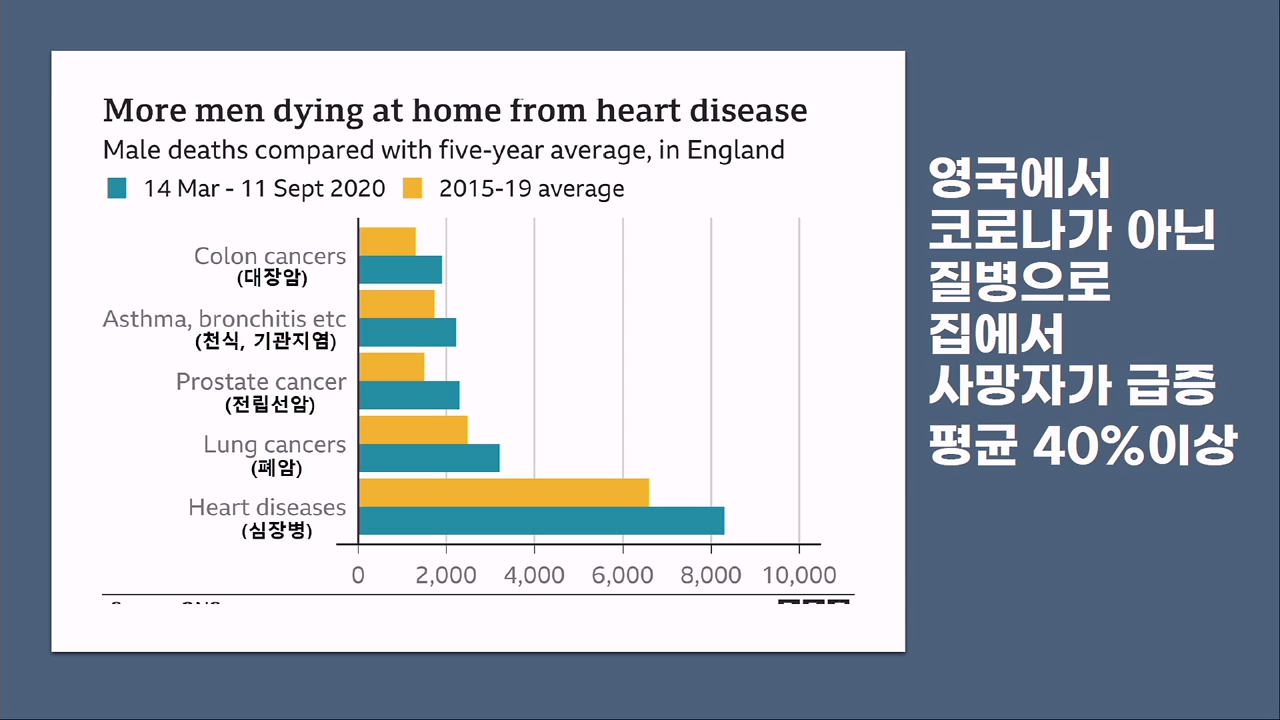 More men dying at home from heart disease
Male deaths compared with five-year average, in England
14 Mar - 11 Sept 2020 2015-19 average
Colon cancers
(대장암)
Asthma, bronchitis etc
(천식, 기관지염)
Prostate cancer
(전립선암)
Lung cancers
(폐암)
Heart diseases
(심장병)
0 2,000 4,000 6,000 8,000 10,000
영국에서
코로나가 아닌
질병으로
집에서
사망자가 급증
평균 40%이상